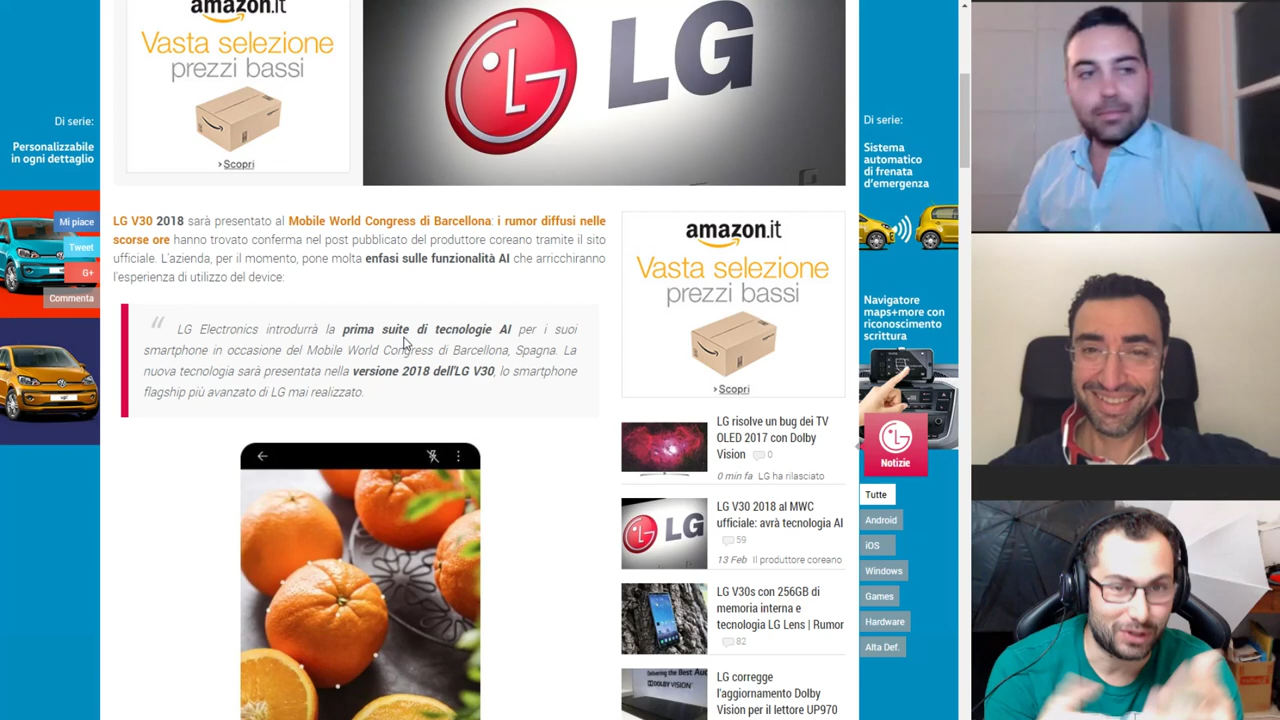 amazon.it
Vasta selezione
prezzi bassi
› Scopri
LG
Di serie:
Personalizzabile
in ogni dettaglio
Mi piace
Tweet
G+
Commenta
LG V30 2018 sarà presentato al Mobile World Congress di Barcellona: i rumor diffusi nelle
scorse ore hanno trovato conferma nel post pubblicato del produttore coreano tramite il sito
ufficiale. L'azienda, per il momento, pone molta enfasi sulle funzionalità AI che arricchiranno
l'esperienza di utilizzo del device:
“ LG Electronics introdurrà la prima suite di tecnologie AI per i suoi
smartphone in occasione del Mobile World Congress di Barcellona, Spagna. La
nuova tecnologia sarà presentata nella versione 2018 dell'LG V30, lo smartphone
flagship più avanzato di LG mai realizzato.
amazon.it
Vasta selezione
prezzi bassi
› Scopri
LG risolve un bug dei TV
OLED 2017 con Dolby
Vision 0
0 min fa LG ha rilasciato
LG
LG V30 2018 al MWC
ufficiale: avrà tecnologia AI
59
13 Feb Il produttore coreano
LG V30s con 256GB di
memoria interna e
tecnologia LG Lens | Rumor
82
DOLBY VISION
LG corregge
l'aggiornamento Dolby
Vision per il lettore UP970
Di serie:
Sistema
automatico
di frenata
d'emergenza
Navigatore
maps+more con
riconoscimento
scrittura
LG
Notizie
Tutte
Android
iOS
Windows
Games
Hardware
Alta Def.